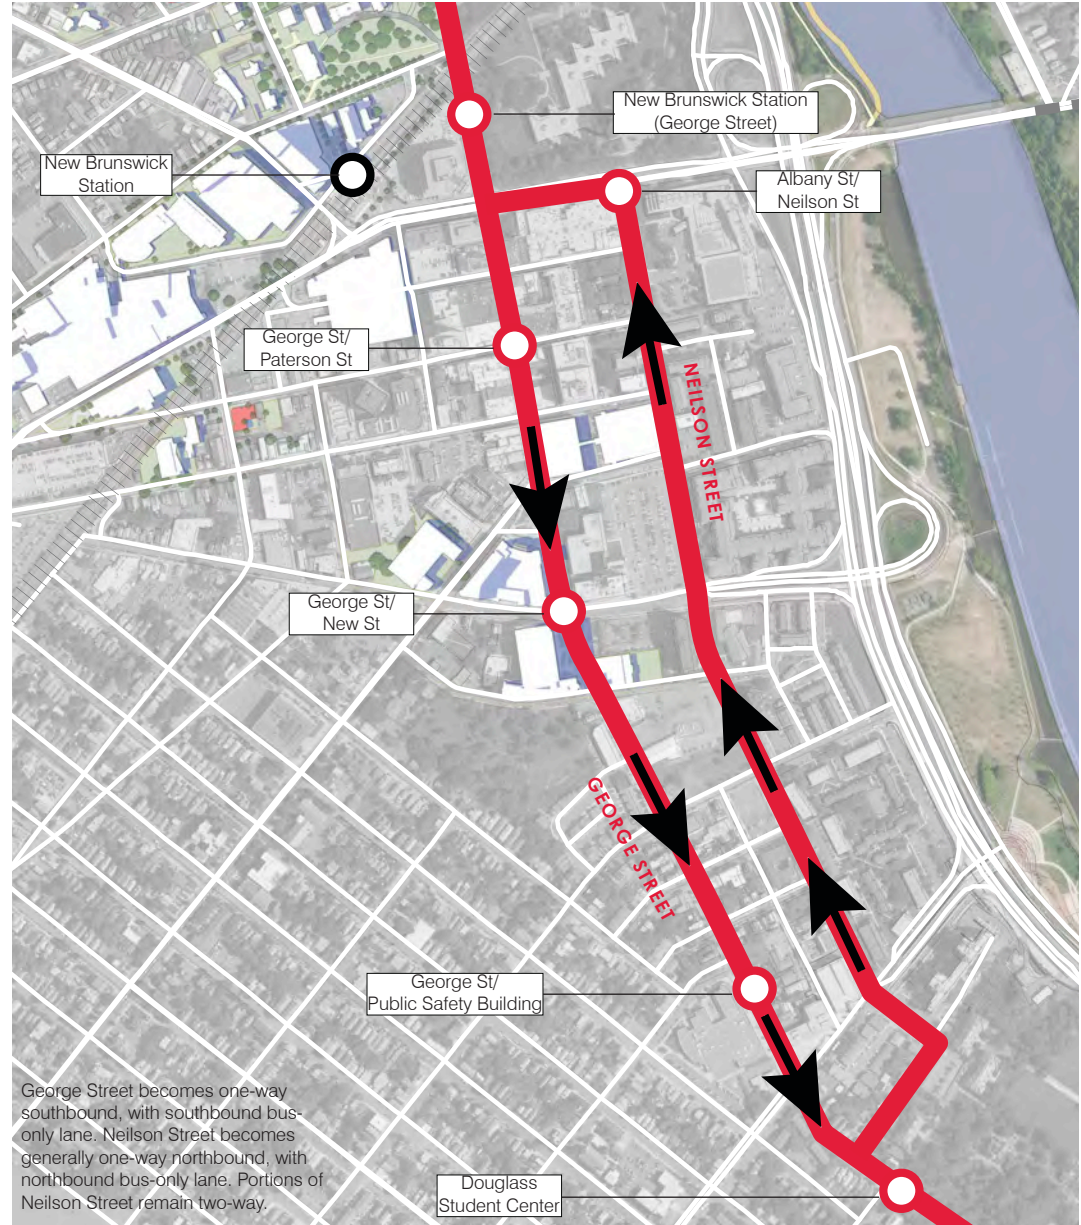 New Brunswick Station
(George Street)
New Brunswick
Station
Albany St/
Neilson St
George St/
Paterson St
NEILSON STREET
George St/
New St
GEORGE STREET
George St/
Public Safety Building
George Street becomes one-way
southbound, with southbound bus-
only lane. Neilson Street becomes
generally one-way northbound, with
northbound bus-only lane. Portions of
Neilson Street remain two-way.
Douglass
Student Center